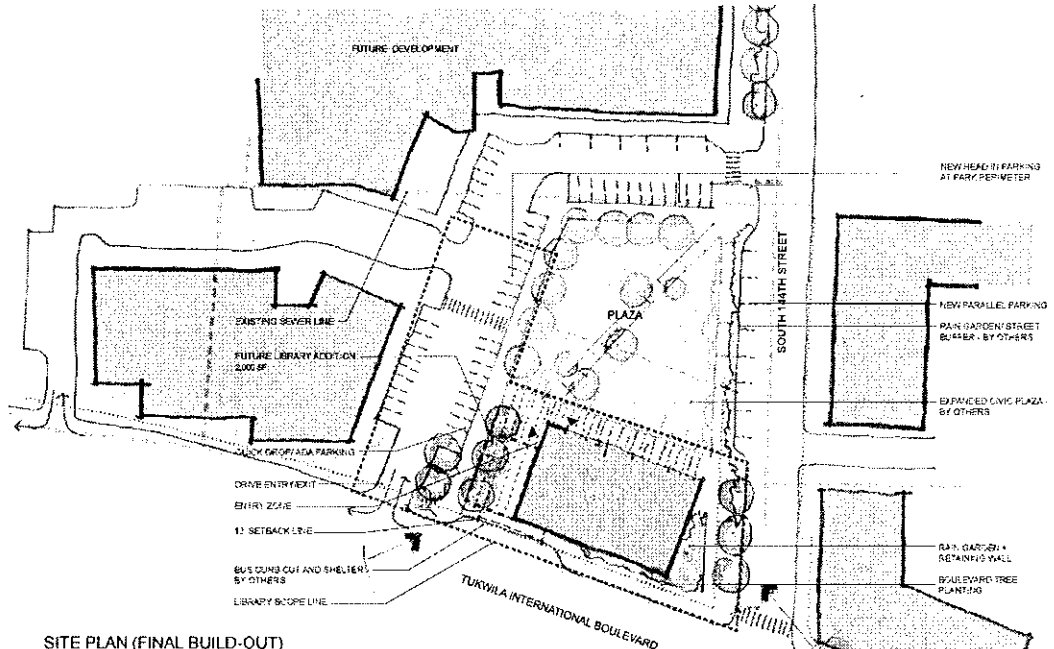 FUTURE DEVELOPMENT
NEW HEAD IN PARKING
AT PARK PERIMETER
EXISTING SEWER LINE
FUTURE LIBRARY ADDITION
2,000 SF
PLAZA
SOUTH 144TH STREET
NEW PARALLEL PARKING
RAIN GARDEN/ STREET
BUFFER - BY OTHERS
EXPANDED CIVIC PLAZA -
BY OTHERS
QUICK DROP/ADA PARKING
DRIVE ENTRY/EXIT
ENTRY ZONE
SETBACK LINE
BUS CURB CUT AND SHELTER
BY OTHERS
LIBRARY SCOPE LINE
RAIN GARDEN +
RETAINING WALL
BOULEVARD TREE
PLANTING
TUKWILA INTERNATIONAL BOULEVARD
SITE PLAN (FINAL BUILD-OUT)